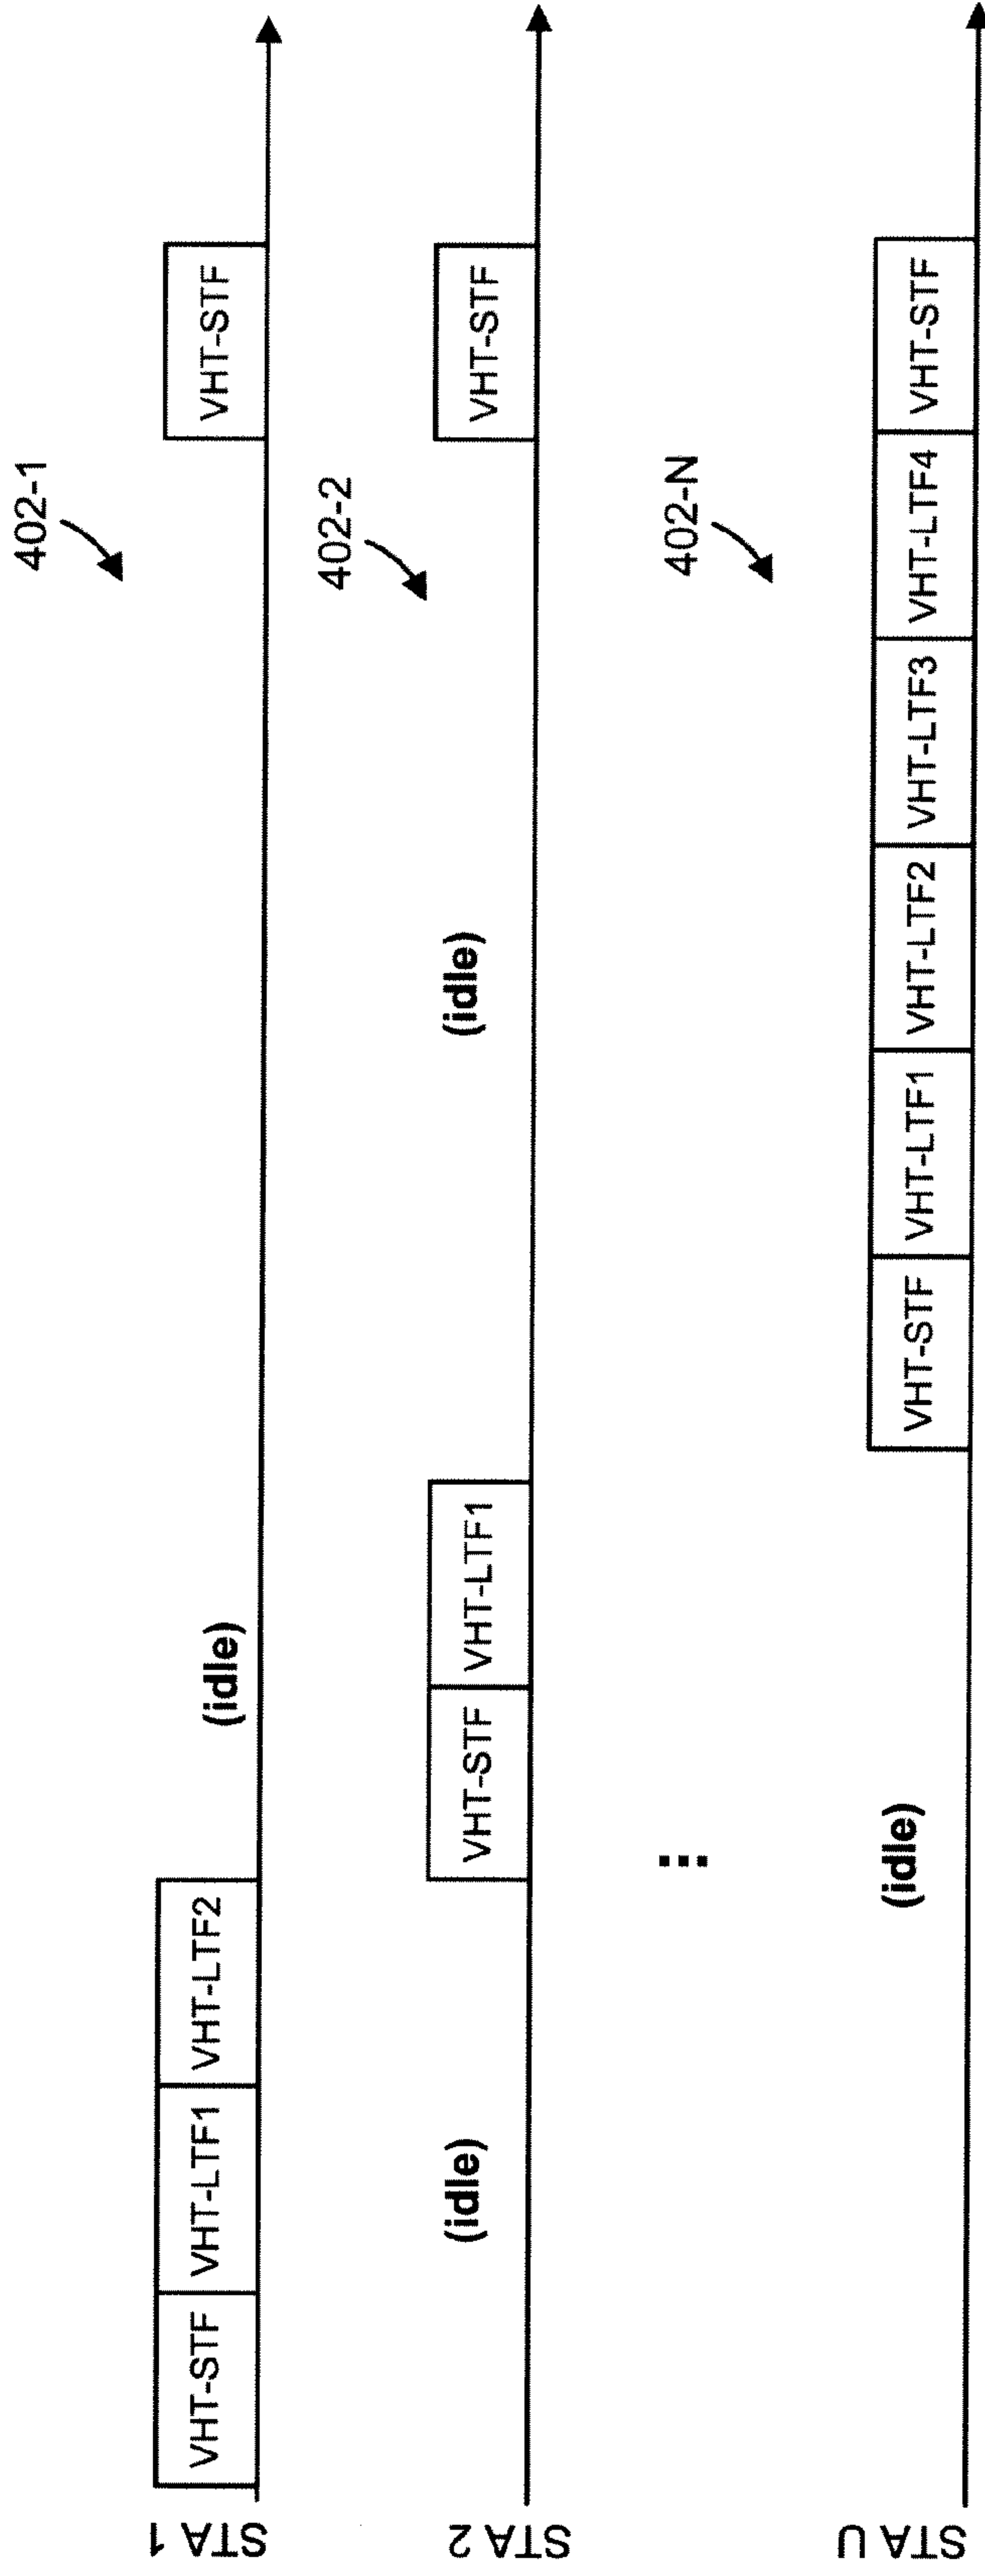 402-1
STA 1
VHT-STF
VHT-LTF1
VHT-LTF2
(idle)
VHT-STF
402-2
STA 2
(idle)
VHT-STF
VHT-LTF1
(idle)
VHT-STF
402-N
STA U
(idle)
VHT-STF
VHT-LTF1
VHT-LTF2
VHT-LTF3
VHT-LTF4
VHT-STF